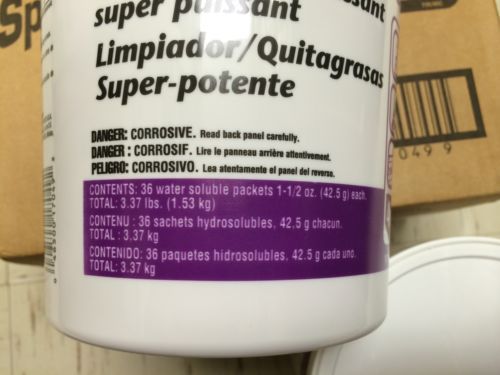 Sp
super puissant
Limpiador/Quitagrasas
Super-potente
DANGER: CORROSIVE. Read back panel carefully.
DANGER : CORROSIF. Lire le panneau arrière attentivement.
PELIGRO: CORROSIVO. Lea atentamente el panel del reverso.
CONTENTS: 36 water soluble packets 1-1/2 oz. (42.5 g) each.
TOTAL: 3.37 lbs. (1.53 kg)
CONTENU : 36 sachets hydrosolubles, 42.5 g chacun.
TOTAL : 3.37 kg
CONTENIDO: 36 paquetes hidrosolubles, 42.5 g cada uno.
TOTAL: 3.37 kg
0499